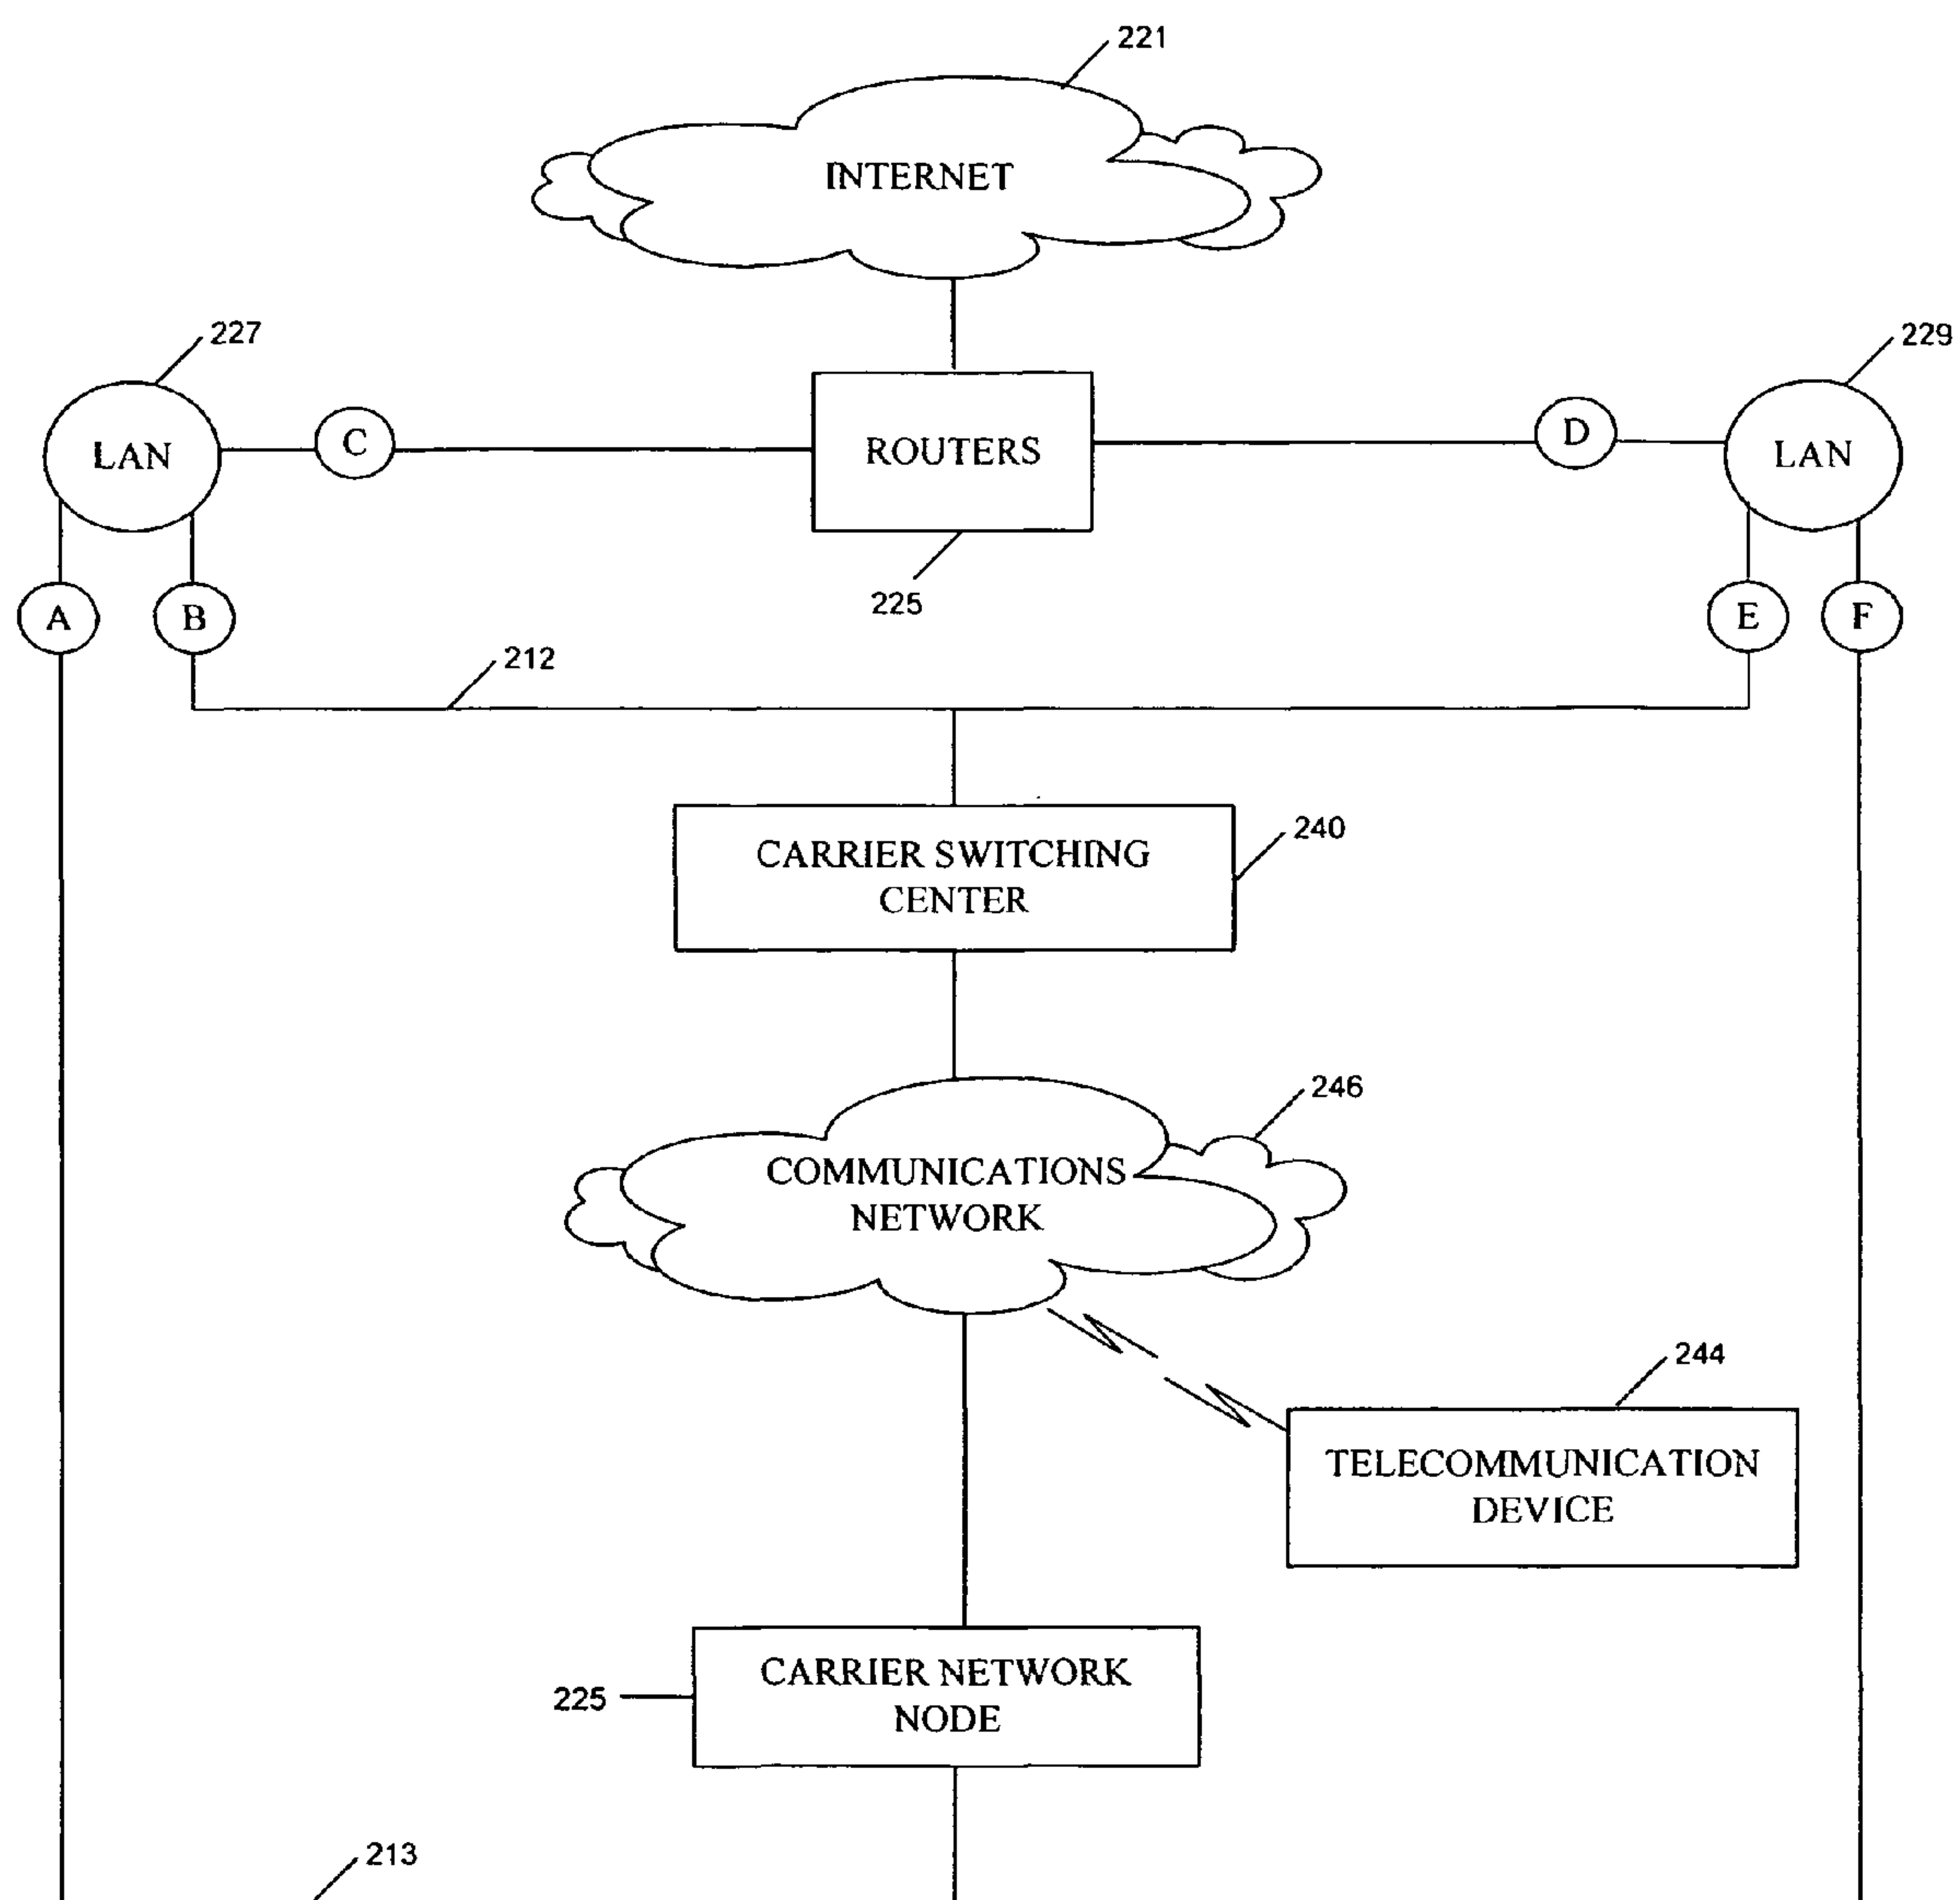 221
INTERNET
227
229
LAN
C
ROUTERS
D
LAN
225
A
B
E
F
212
CARRIER SWITCHING
CENTER
240
246
COMMUNICATIONS
NETWORK
244
TELECOMMUNICATION
DEVICE
225
CARRIER NETWORK
NODE
213